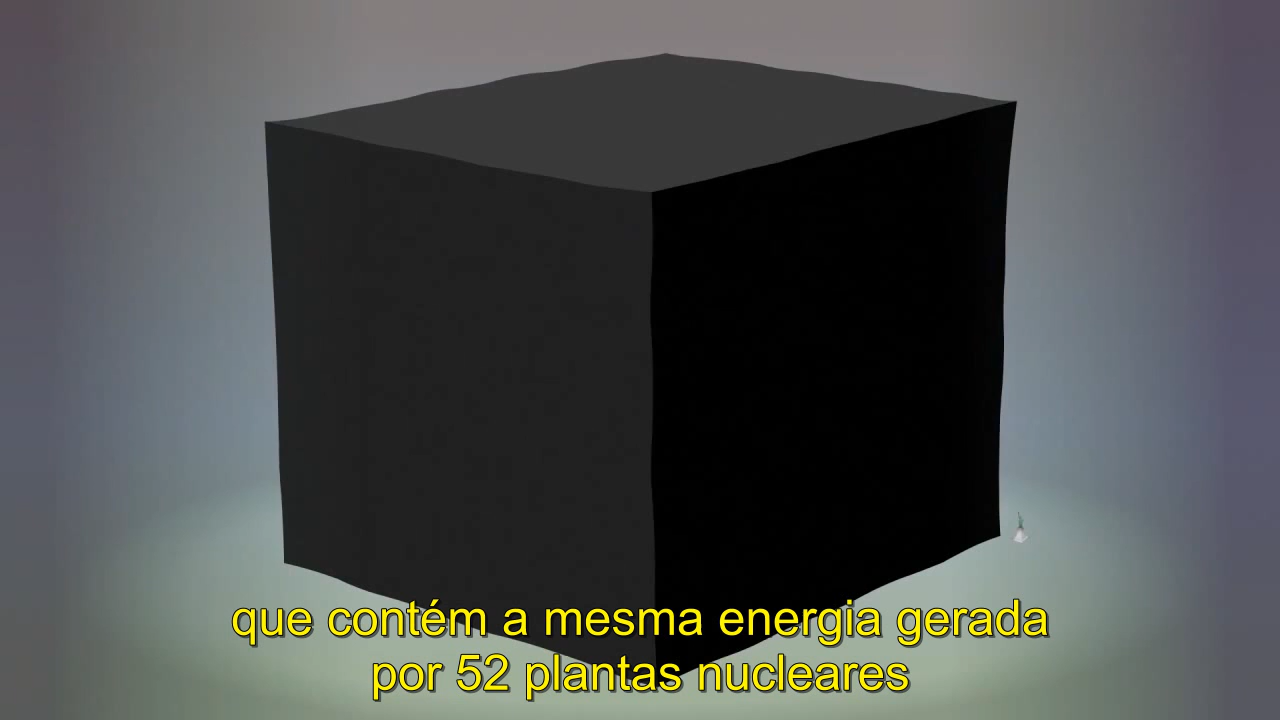 que contém a mesma energia gerada
por 52 plantas nucleares